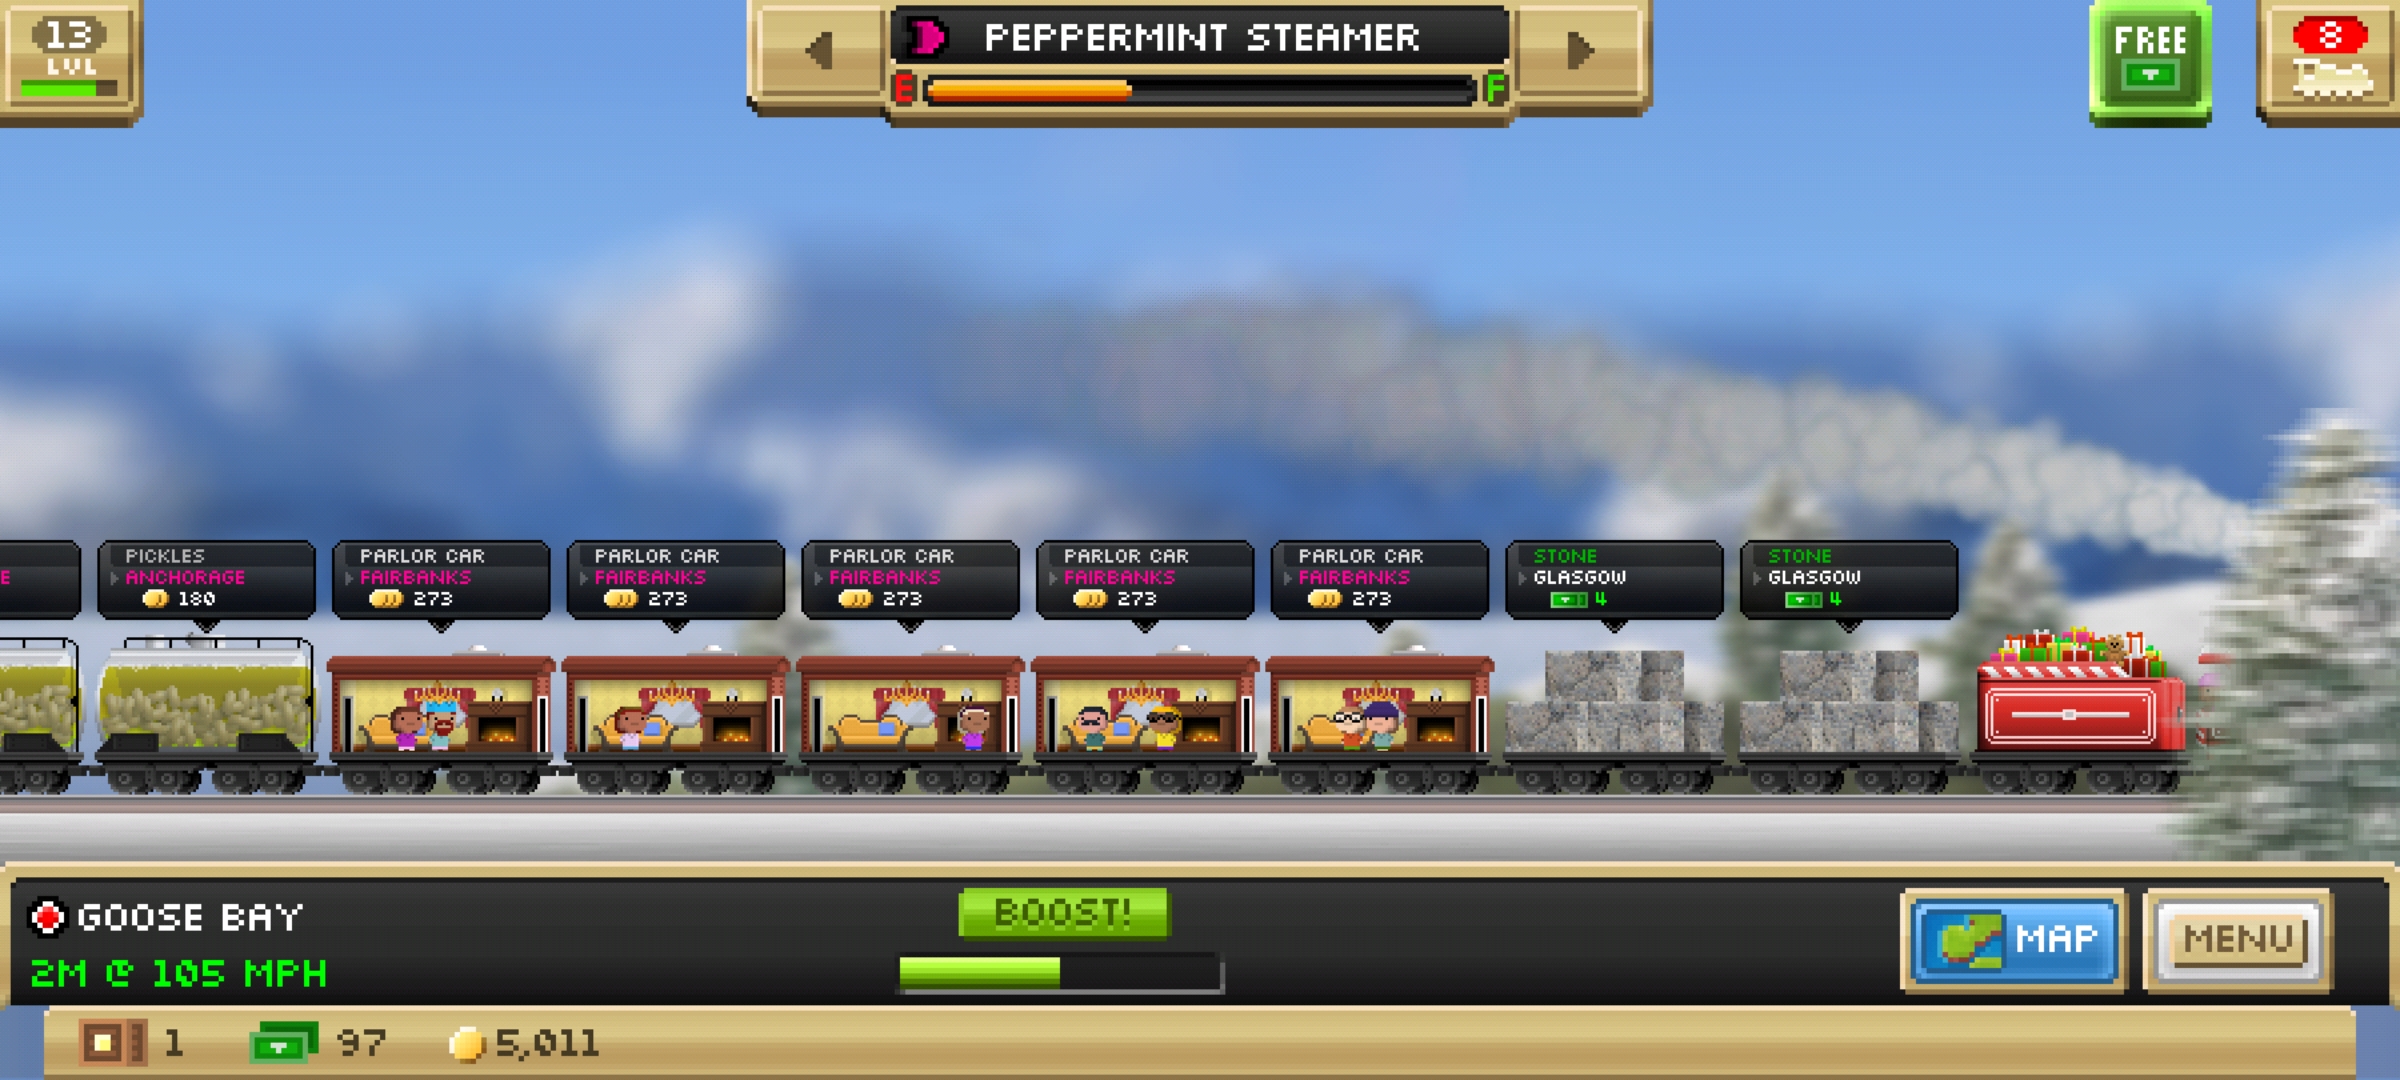 13
LVL
PEPPERMINT STEAMER
E
F
FREE
8
E
PICKLES
ANCHORAGE
180
PARLOR CAR
FAIRBANKS
273
PARLOR CAR
FAIRBANKS
273
PARLOR CAR
FAIRBANKS
273
PARLOR CAR
FAIRBANKS
273
PARLOR CAR
FAIRBANKS
273
STONE
GLASGOW
4
STONE
GLASGOW
4
GOOSE BAY
2M @ 105 MPH
BOOST!
MAP
MENU
1
97
5,011